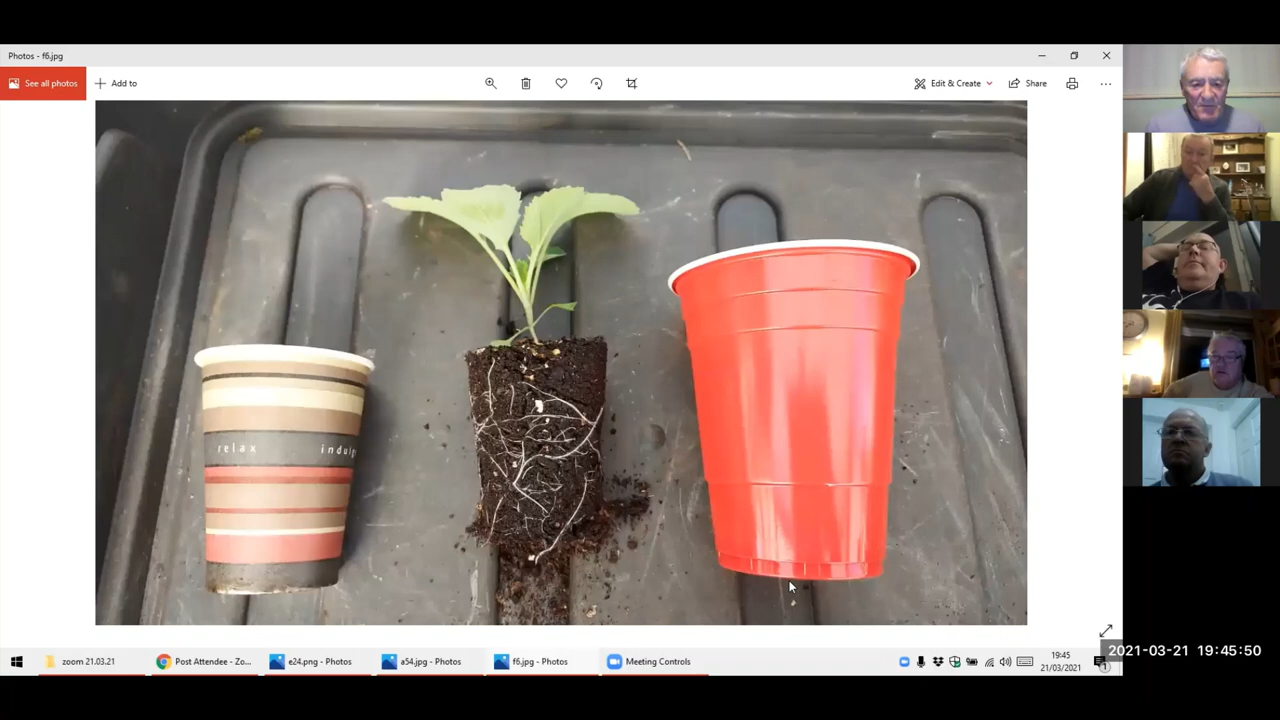 Photos - f6.jpg
See all photos
Add to
Edit & Create
Share
relax indulg
zoom 21.03.21
Post Attendee - Zo...
e24.png - Photos
a54.jpg - Photos
f6.jpg - Photos
Meeting Controls
19:45
21/03/2021
1
2021-03-21 19:45:50